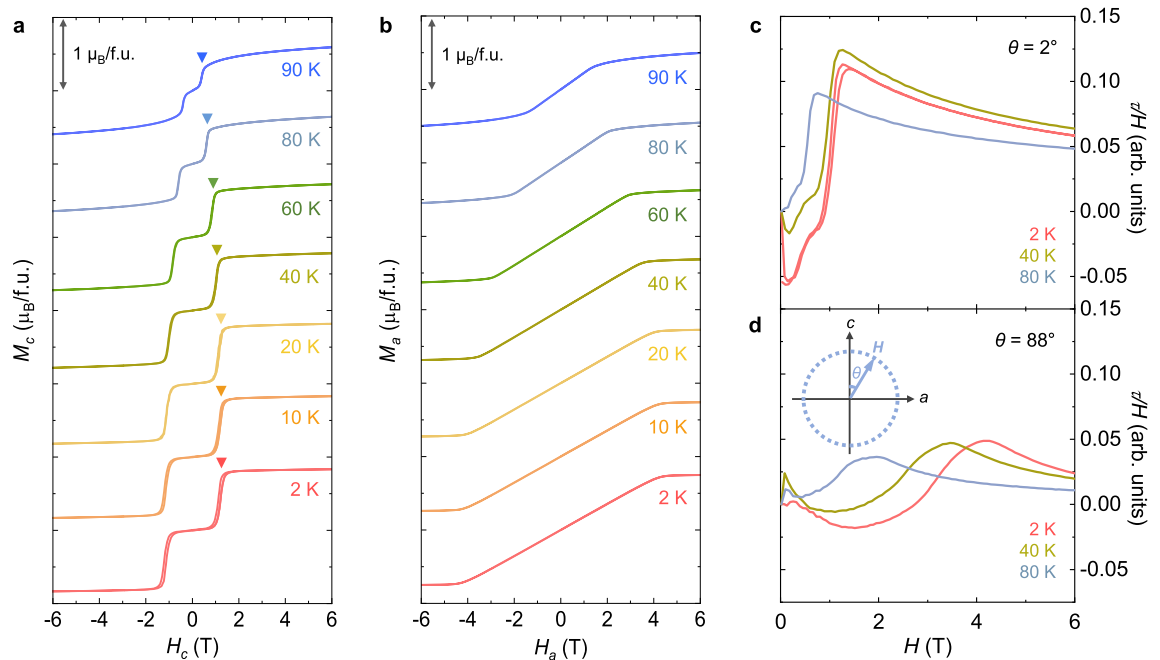 a
1 μB/f.u.
90 K
80 K
60 K
40 K
20 K
10 K
2 K
Mc (μB/f.u.)
-6 -4 -2 0 2 4 6
Hc (T)
b
1 μB/f.u.
90 K
80 K
60 K
40 K
20 K
10 K
2 K
Ma (μB/f.u.)
-6 -4 -2 0 2 4 6
Ha (T)
c
θ = 2°
0.15
0.10
0.05
0.00
-0.05
τ/H (arb. units)
2 K
40 K
80 K
d
θ = 88°
c
H
θ
a
0.15
0.10
0.05
0.00
-0.05
τ/H (arb. units)
2 K
40 K
80 K
0 2 4 6
H (T)